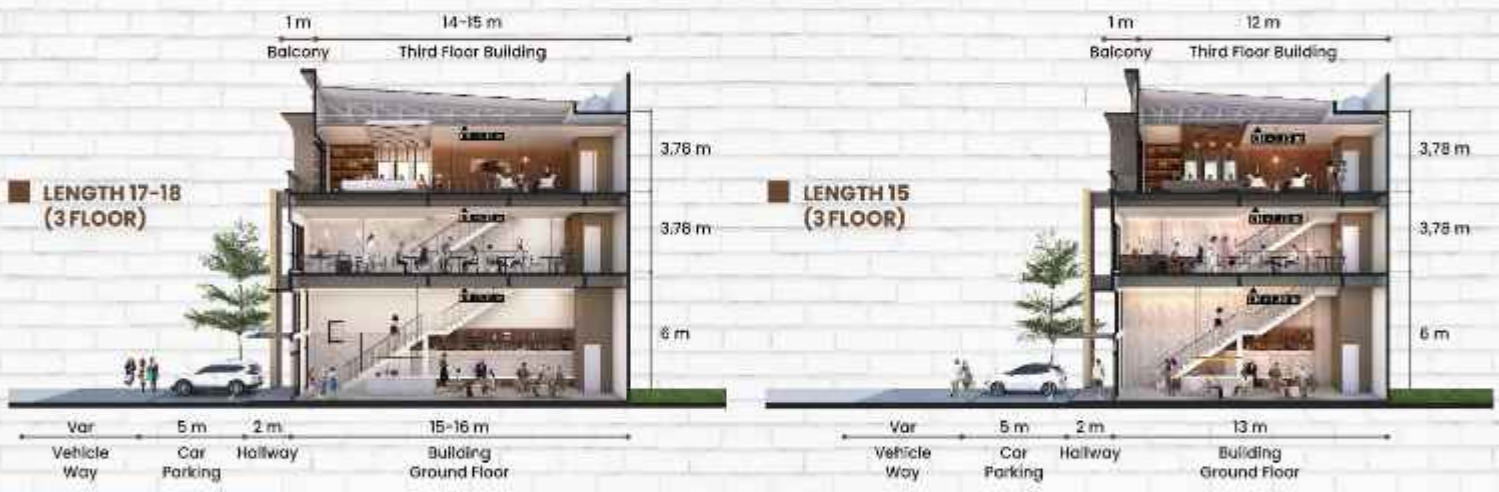 1 m
14-15 m
Balcony
Third Floor Building
3,78 m
3,78 m
6 m
LENGTH 17-18
(3 FLOOR)
Var
5 m
2 m
15-16 m
Vehicle
Way
Car
Parking
Hallway
Building
Ground Floor
1 m
12 m
Balcony
Third Floor Building
3,78 m
3,78 m
6 m
LENGTH 15
(3 FLOOR)
Var
5 m
2 m
13 m
Vehicle
Way
Car
Parking
Hallway
Building
Ground Floor